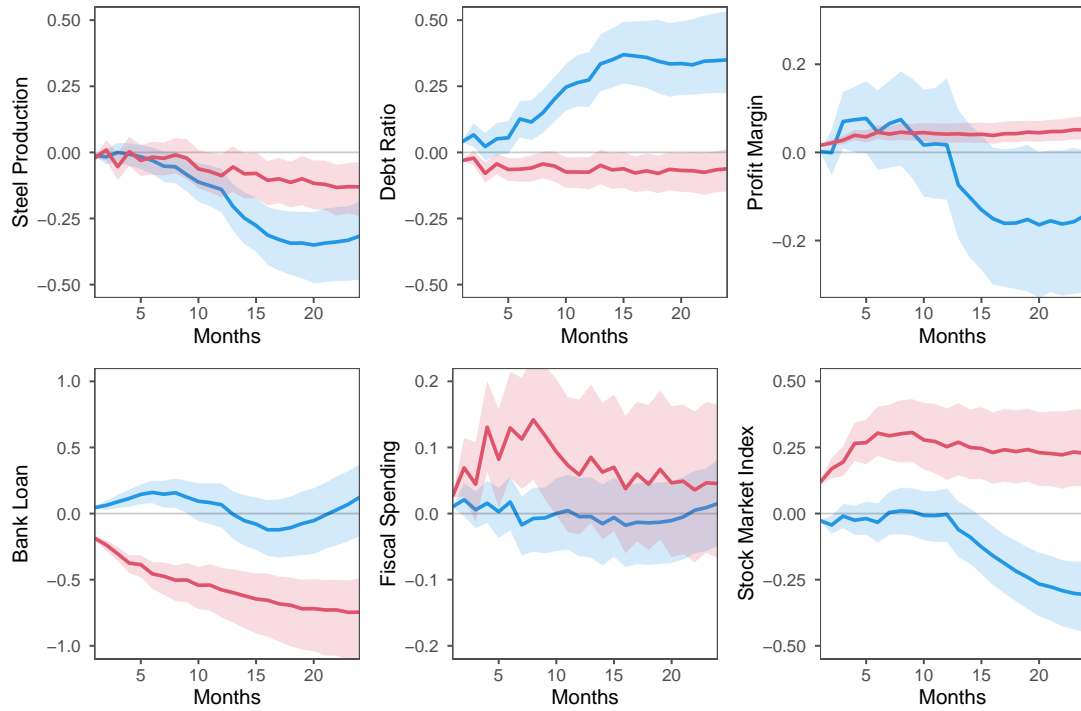 Steel Production
0.50
0.25
0.00
−0.25
−0.50
5 10 15 20
Months
Debt Ratio
0.50
0.25
0.00
−0.25
−0.50
5 10 15 20
Months
Profit Margin
0.2
0.0
−0.2
5 10 15 20
Months
Bank Loan
1.0
0.5
0.0
−0.5
−1.0
5 10 15 20
Months
Fiscal Spending
0.2
0.1
0.0
−0.1
−0.2
5 10 15 20
Months
Stock Market Index
0.50
0.25
0.00
−0.25
−0.50
5 10 15 20
Months